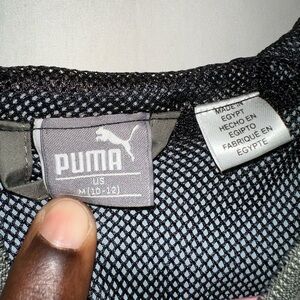 PUMA
US
M(10-12)
MADE IN
EGYPT
HECHO EN
EGIPTO
FABRIQUE EN
EGYPTE